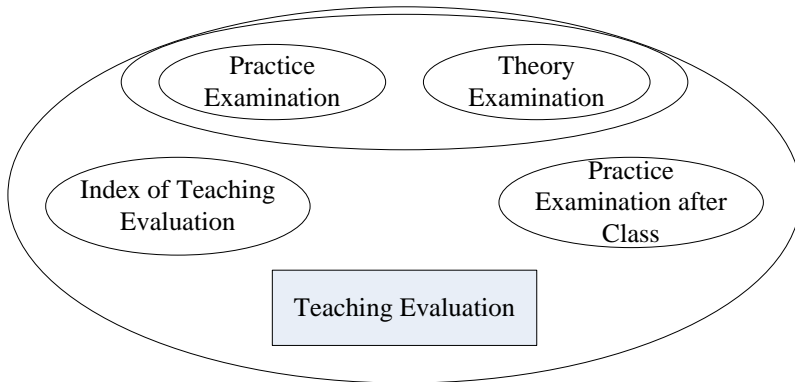 Practice
Examination
Theory
Examination
Index of Teaching
Evaluation
Practice
Examination after
Class
Teaching Evaluation